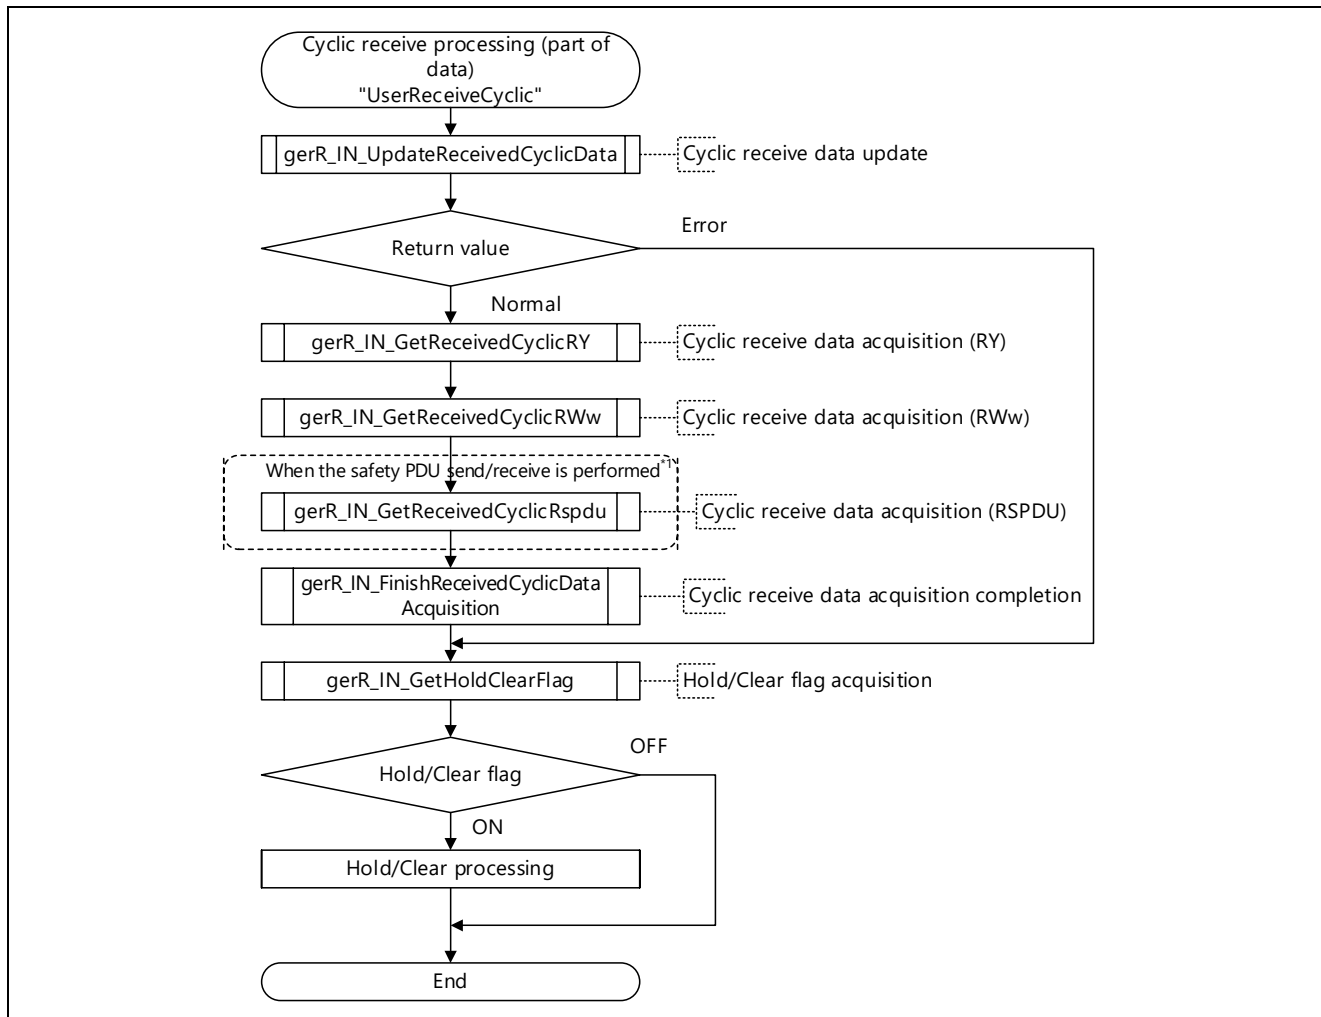 Cyclic receive processing (part of
data)
"UserReceiveCyclic"
gerR_IN_UpdateReceivedCyclicData
Cyclic receive data update
Return value
Error
Normal
gerR_IN_GetReceivedCyclicRY
Cyclic receive data acquisition (RY)
gerR_IN_GetReceivedCyclicRWw
Cyclic receive data acquisition (RWw)
When the safety PDU send/receive is performed*1
gerR_IN_GetReceivedCyclicRspdu
Cyclic receive data acquisition (RSPDU)
gerR_IN_FinishReceivedCyclicData
Acquisition
Cyclic receive data acquisition completion
gerR_IN_GetHoldClearFlag
Hold/Clear flag acquisition
Hold/Clear flag
OFF
ON
Hold/Clear processing
End